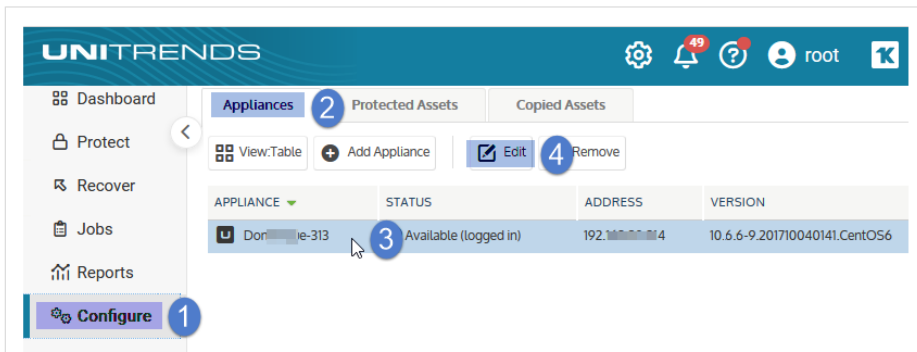 UNITRENDS
49
root
Dashboard
Protect
Recover
Jobs
Reports
Configure 1
Appliances 2 Protected Assets Copied Assets
View:Table Add Appliance Edit 4 Remove
APPLIANCE STATUS ADDRESS VERSION
3 Available (logged in) 10.6.6-9.201710040141.CentOS6